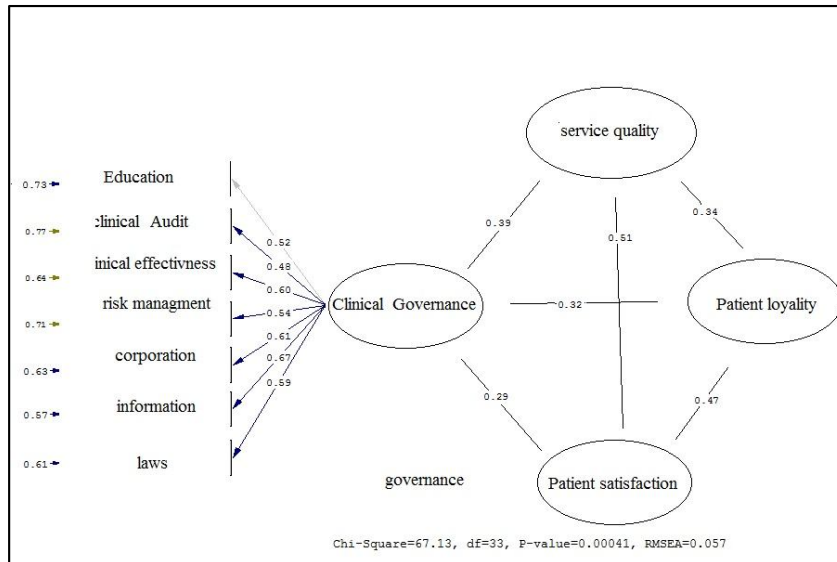 service quality
0.73 Education
0.77 clinical Audit
0.64 inical effectivness
0.71 risk managment
0.63 corporation
0.57 information
0.61 laws
0.52
0.48
0.60
0.54
0.61
0.67
0.59
Clinical Governance
0.39
0.51
0.34
0.32
Patient loyality
0.29
0.47
governance
Patient satisfaction
Chi-Square=67.13, df=33, P-value=0.00041, RMSEA=0.057